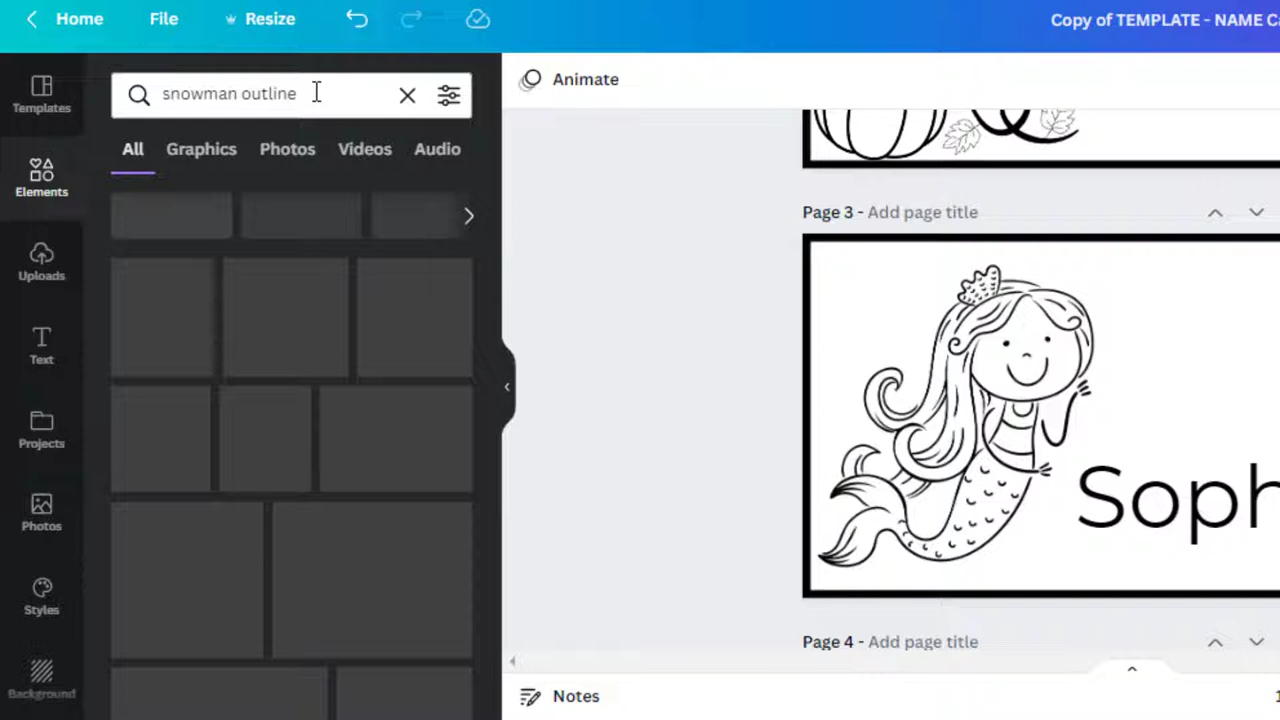 Home File Resize Copy of TEMPLATE - NAME
snowman outline
Animate
Templates
All Graphics Photos Videos Audio
Elements
Page 3 - Add page title
Uploads
Text
Projects
Soph
Photos
Styles
Page 4 - Add page title
Background
Notes